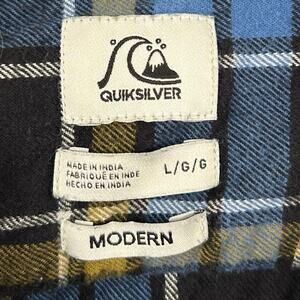 QUIKSILVER
MADE IN INDIA
FABRIQUÉ EN INDE
HECHO EN INDIA
L/G/G
MODERN